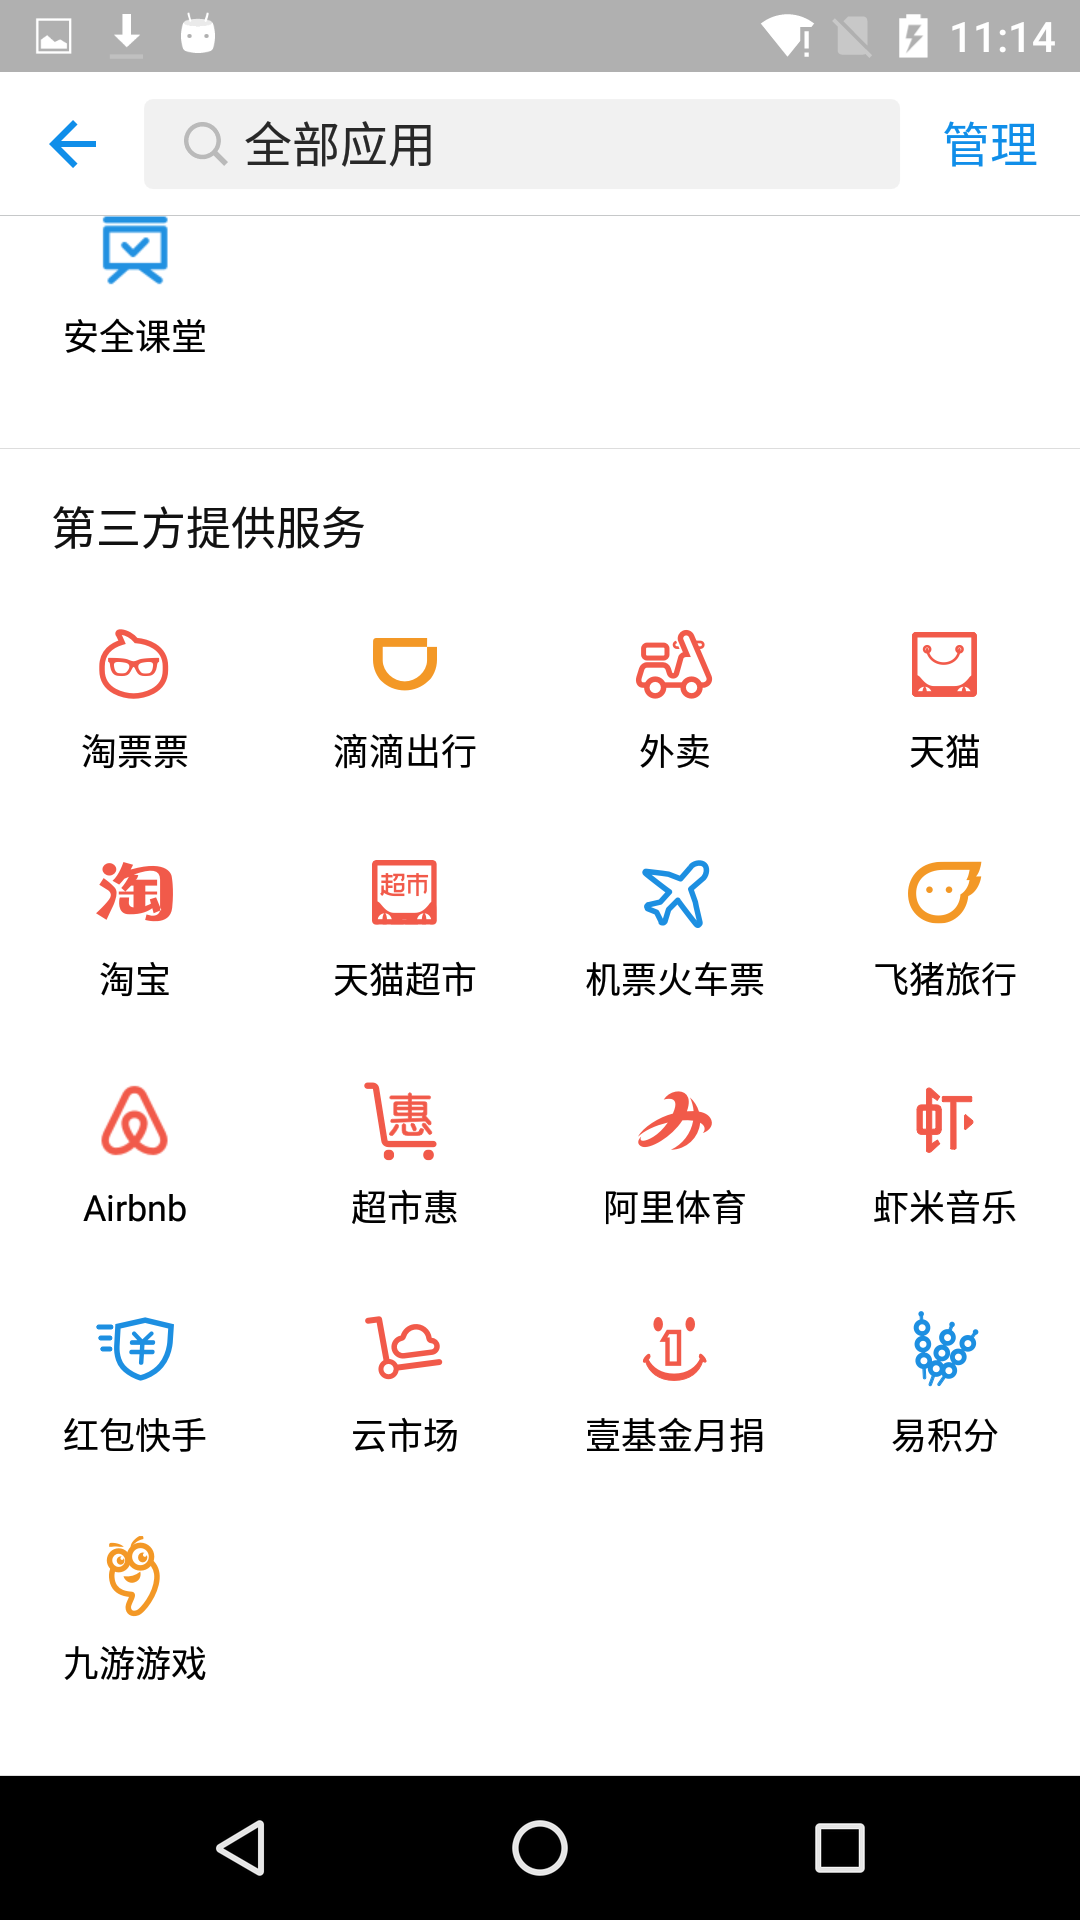 11:14
全部应用
管理
安全课堂
第三方提供服务
淘票票
滴滴出行
外卖
天猫
淘
超市
淘宝
天猫超市
机票火车票
飞猪旅行
惠
虾
Airbnb
超市惠
阿里体育
虾米音乐
¥
1
红包快手
云市场
壹基金月捐
易积分
九游游戏